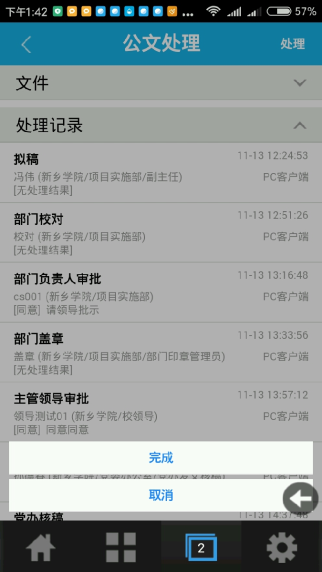 下午1:42
57%
公文处理
处理
文件
处理记录
拟稿
11-13 12:24:53
冯伟 (新乡学院/项目实施部/副主任)
PC客户端
[无处理结果]
部门校对
11-13 12:51:26
校对 (新乡学院/项目实施部)
PC客户端
[无处理结果]
部门负责人审批
11-13 13:16:48
cs001 (新乡学院/项目实施部)
PC客户端
[同意] 请领导批示
部门盖章
11-13 13:33:56
盖章 (新乡学院/项目实施部/部门印章管理员)
PC客户端
[无处理结果]
主管领导审批
11-13 13:57:12
领导测试01 (新乡学院/校领导)
PC客户端
[同意] 同意同意
完成
取消
党办核稿
11-13 14:37:46
2